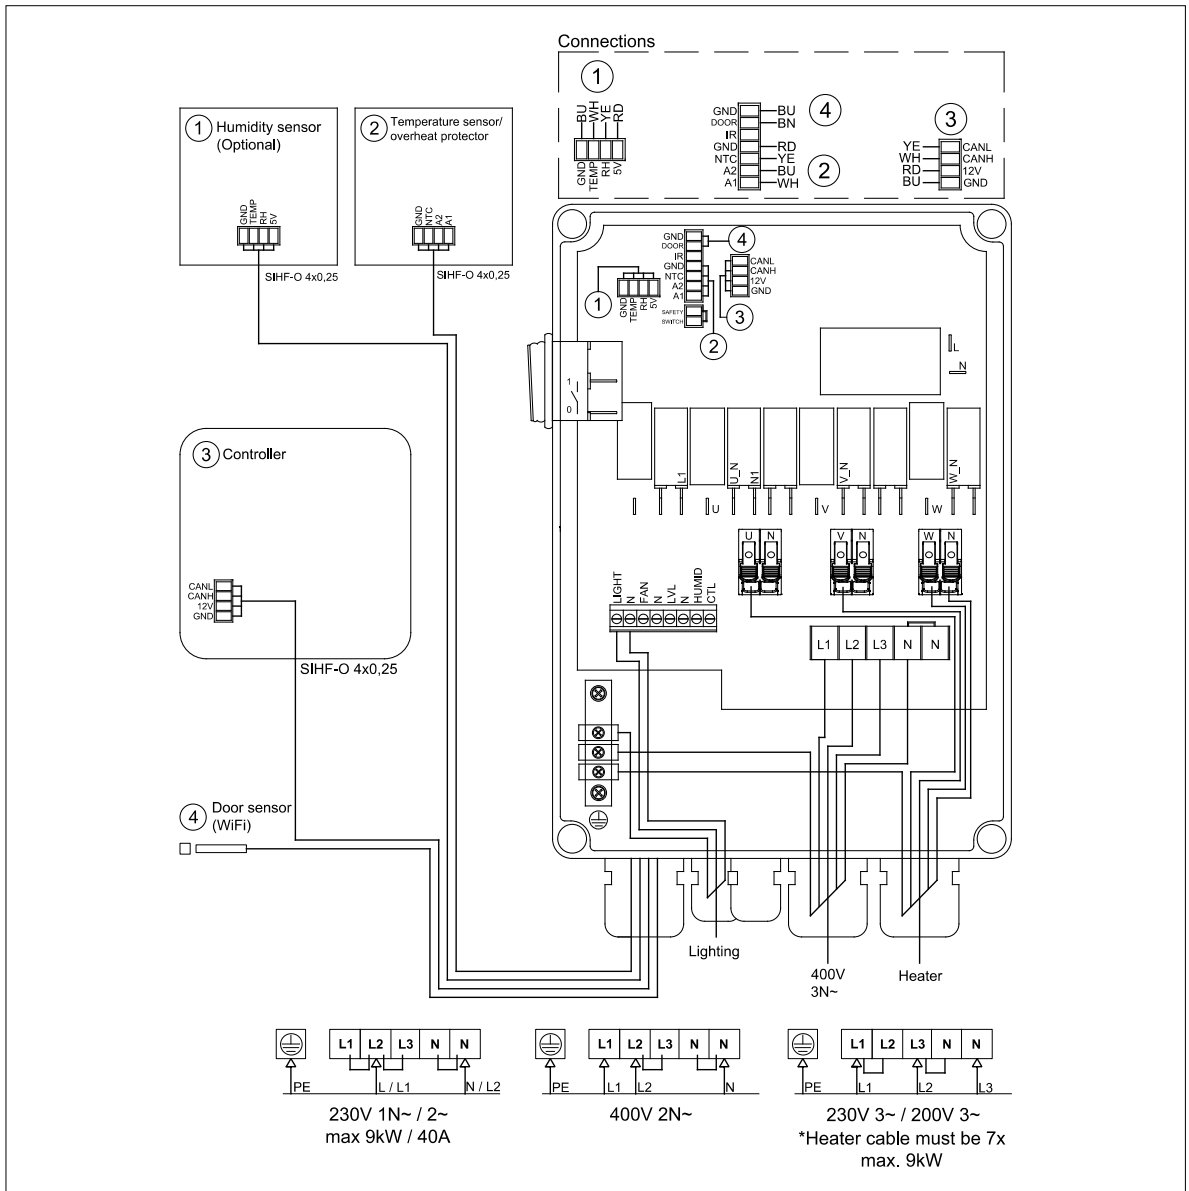 Connections
1
BU
WH
YE
RD
GND
TEMP
RH
5V
GND BU
DOOR BN
IR
GND RD
NTC YE
A2 BU
A1 WH
4
2
3
YE CANL
WH CANH
RD 12V
BU GND
1 Humidity sensor
(Optional)
GND
TEMP
RH
5V
SIHF-O 4x0,25
2 Temperature sensor/
overheat protector
GND
NTC
A2
A1
SIHF-O 4x0,25
GND
DOOR
IR
GND
NTC
A2
A1
4
SAFETY
SWITCH
CANL
CANH
12V
GND
1
GND
TEMP
RH
5V
3
2
L
N
1
0
L1
U_N
N1
V_N
W_N
U
V
W
3 Controller
CANL
CANH
12V
GND
SIHF-O 4x0,25
U N
V N
W N
LIGHT
N
FAN
N
LVL
N
HUMID
CTL
L1 L2 L3 N N
4 Door sensor
(WiFi)
Lighting
400V
3N~
Heater
L1 L2 L3 N N
PE L / L1 N / L2
230V 1N~ / 2~
max 9kW / 40A
L1 L2 L3 N N
PE L1 L2 N
400V 2N~
L1 L2 L3 N N
PE L1 L2 L3
230V 3~ / 200V 3~
*Heater cable must be 7x
max. 9kW